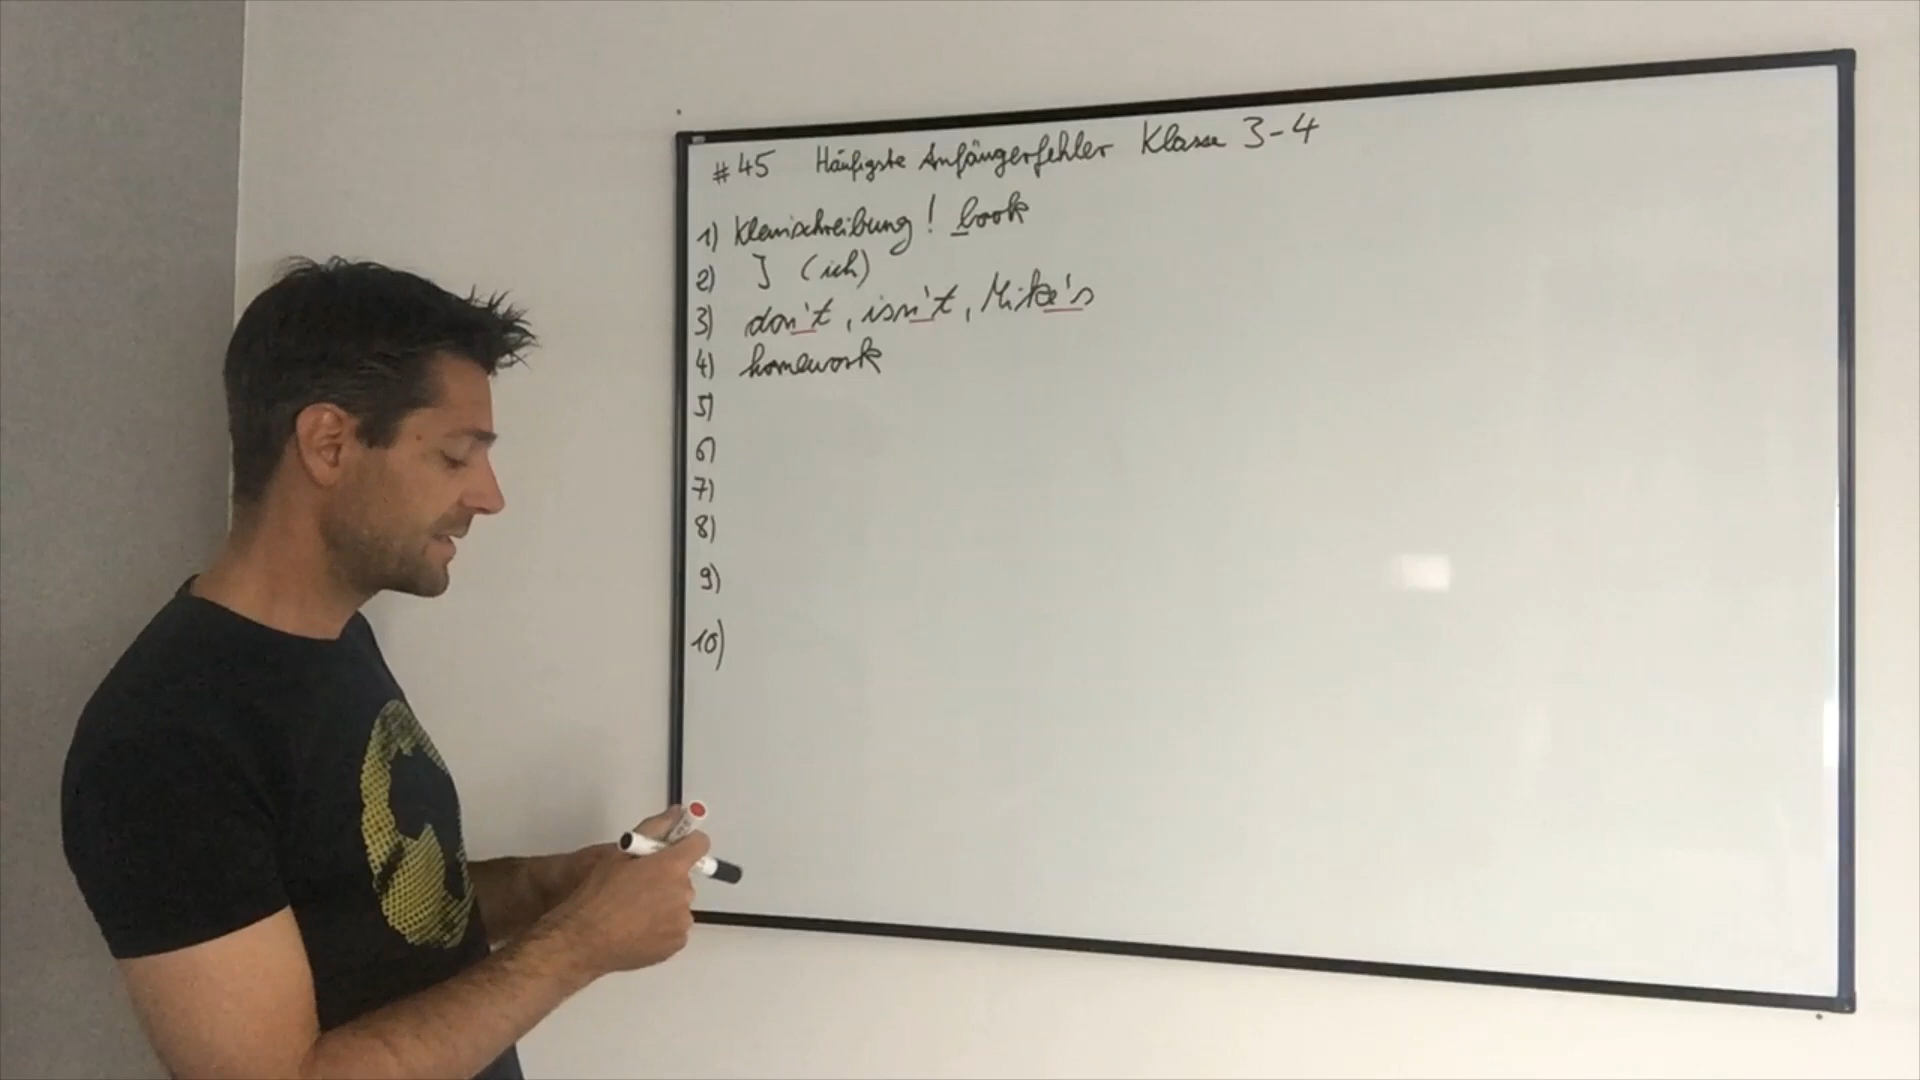 #45 Häufigste Anfängerfehler Klasse 3-4
1) Kleinschreibung! book
2) I (ich)
3) don't, isn't, Mike's
4) homework
5)
6)
7)
8)
9)
10)